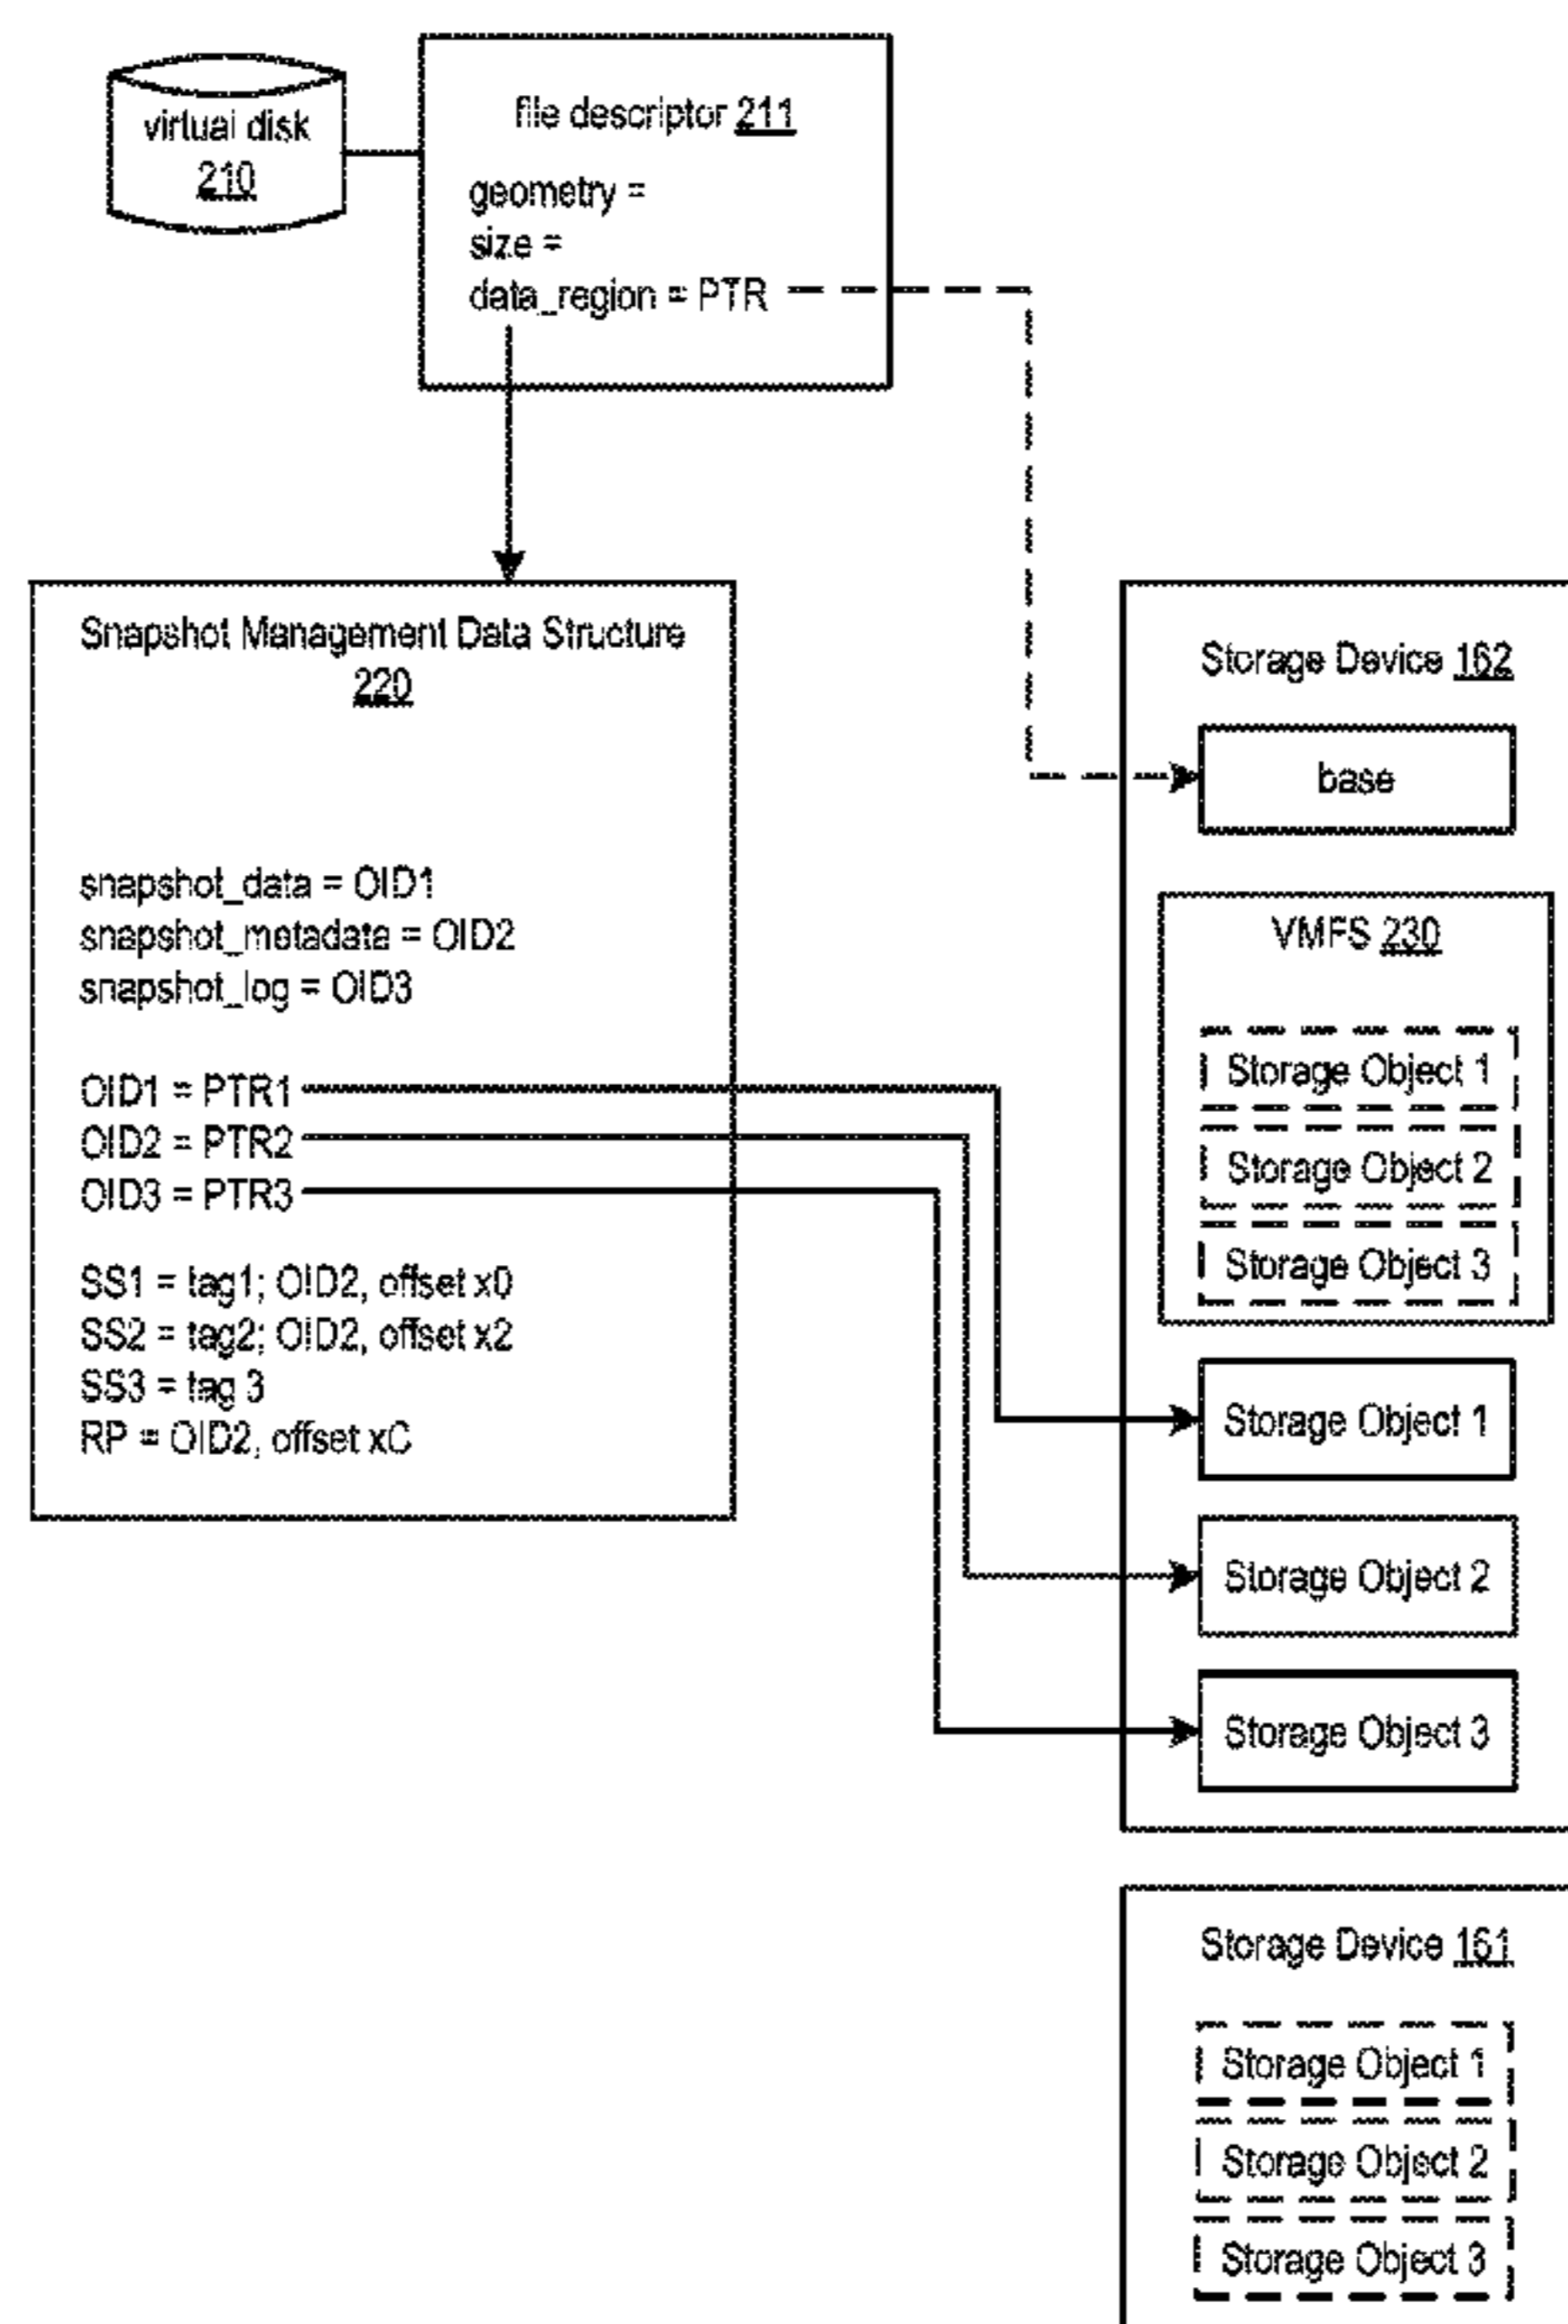 virtual disk
210
file descriptor 211
geometry =
size =
data_region = PTR
Snapshot Management Data Structure
220
snapshot_data = OID1
snapshot_metadata = OID2
snapshot_log = OID3
OID1 = PTR1
OID2 = PTR2
OID3 = PTR3
SS1 = tag1; OID2, offset x0
SS2 = tag2; OID2, offset x2
SS3 = tag 3
RP = OID2, offset xC
Storage Device 162
base
VMFS 230
Storage Object 1
Storage Object 2
Storage Object 3
Storage Object 1
Storage Object 2
Storage Object 3
Storage Device 161
Storage Object 1
Storage Object 2
Storage Object 3